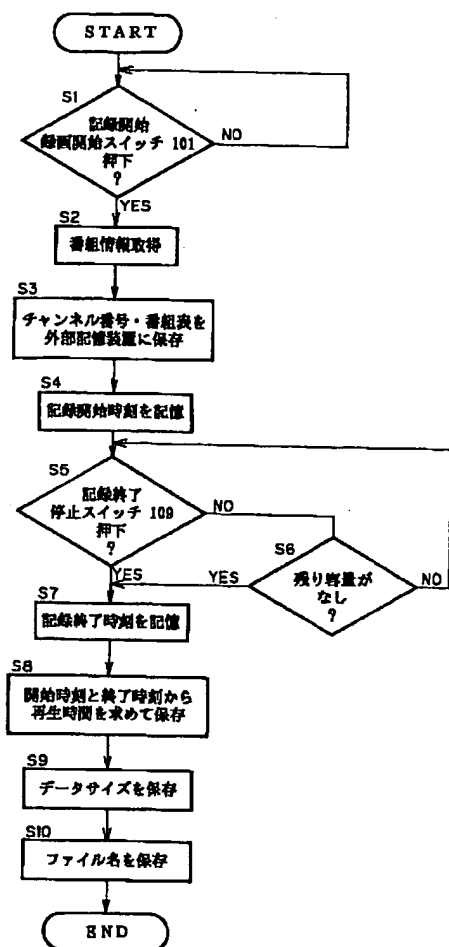 START
S1
記録開始
録画開始スイッチ 101
押下
?
NO
YES
S2
番組情報取得
S3
チャンネル番号・番組表を
外部記憶装置に保存
S4
記録開始時刻を記憶
S5
記録終了
停止スイッチ 109
押下
?
NO
YES
S6
残り容量が
なし
?
YES
NO
S7
記録終了時刻を記憶
S8
開始時刻と終了時刻から
再生時間を求めて保存
S9
データサイズを保存
S10
ファイル名を保存
END